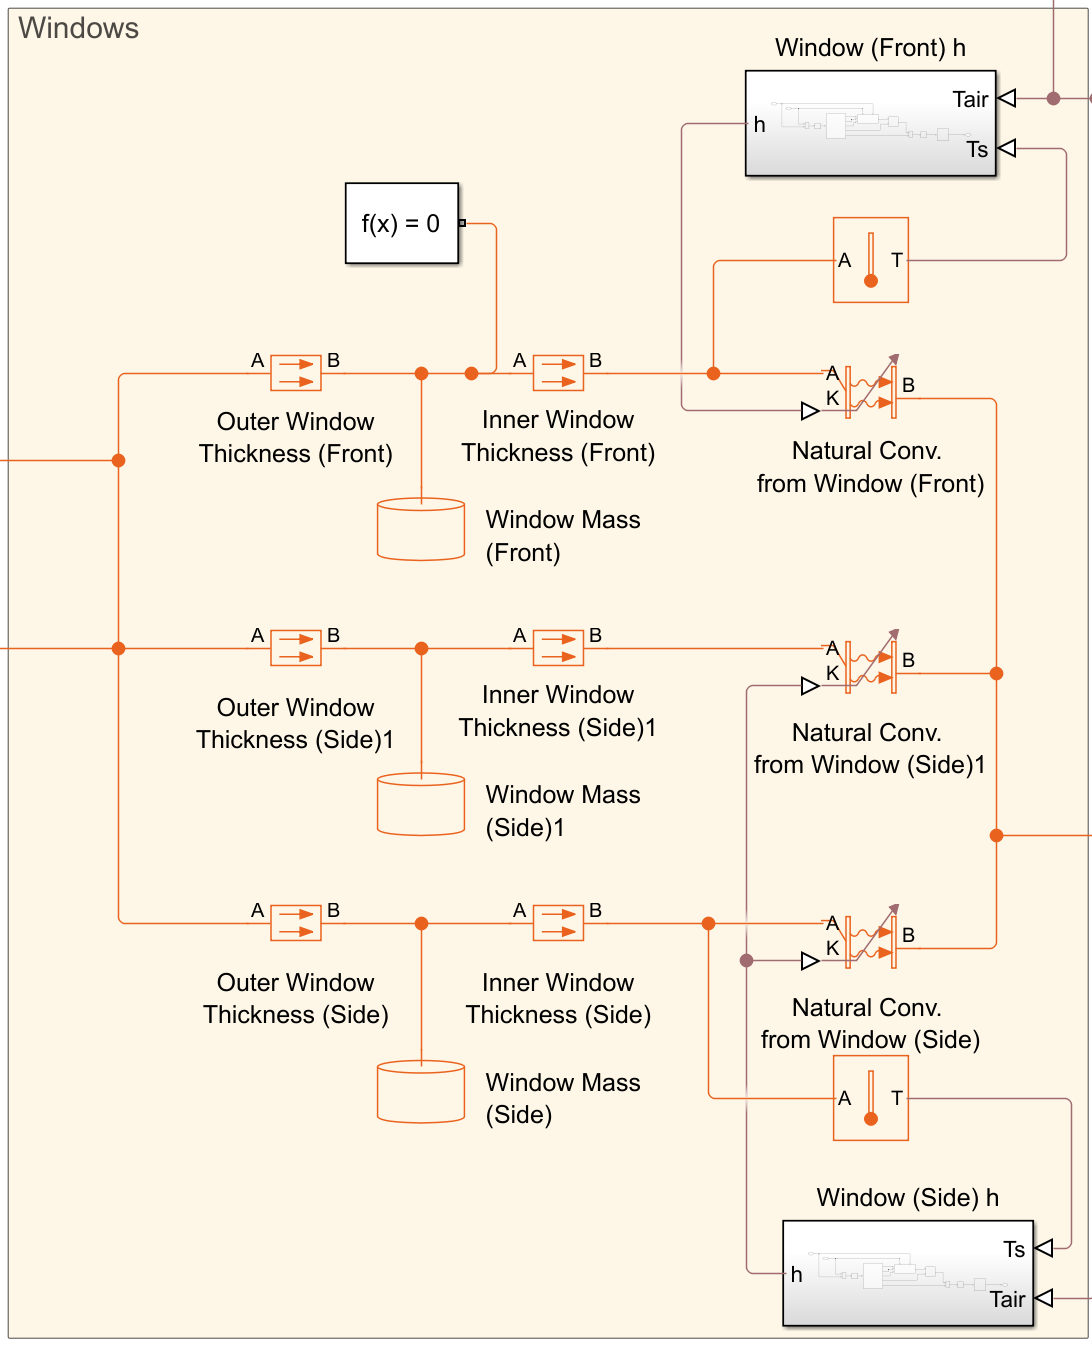 Windows
Window (Front) h
Tair
h
Ts
f(x) = 0
A
T
A
B
A
B
A
K
B
Outer Window
Thickness (Front)
Inner Window
Thickness (Front)
Natural Conv.
from Window (Front)
Window Mass
(Front)
A
B
A
B
A
K
B
Outer Window
Thickness (Side)1
Inner Window
Thickness (Side)1
Natural Conv.
from Window (Side)1
Window Mass
(Side)1
A
B
A
B
A
K
B
Outer Window
Thickness (Side)
Inner Window
Thickness (Side)
Natural Conv.
from Window (Side)
Window Mass
(Side)
A
T
Window (Side) h
Ts
h
Tair